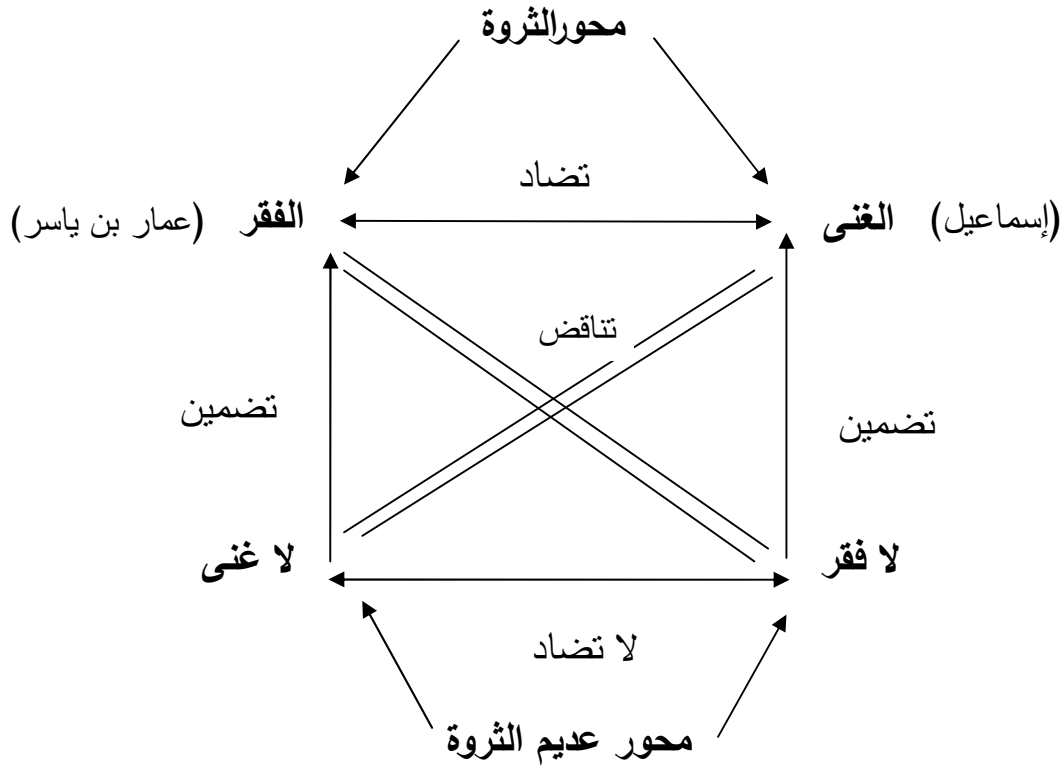 محورالثروة
تضاد
(إسماعيل) الغنى
الفقر (عمار بن ياسر)
تناقض
تضمين
تضمين
لا فقر
لا غنى
لا تضاد
محور عديم الثروة